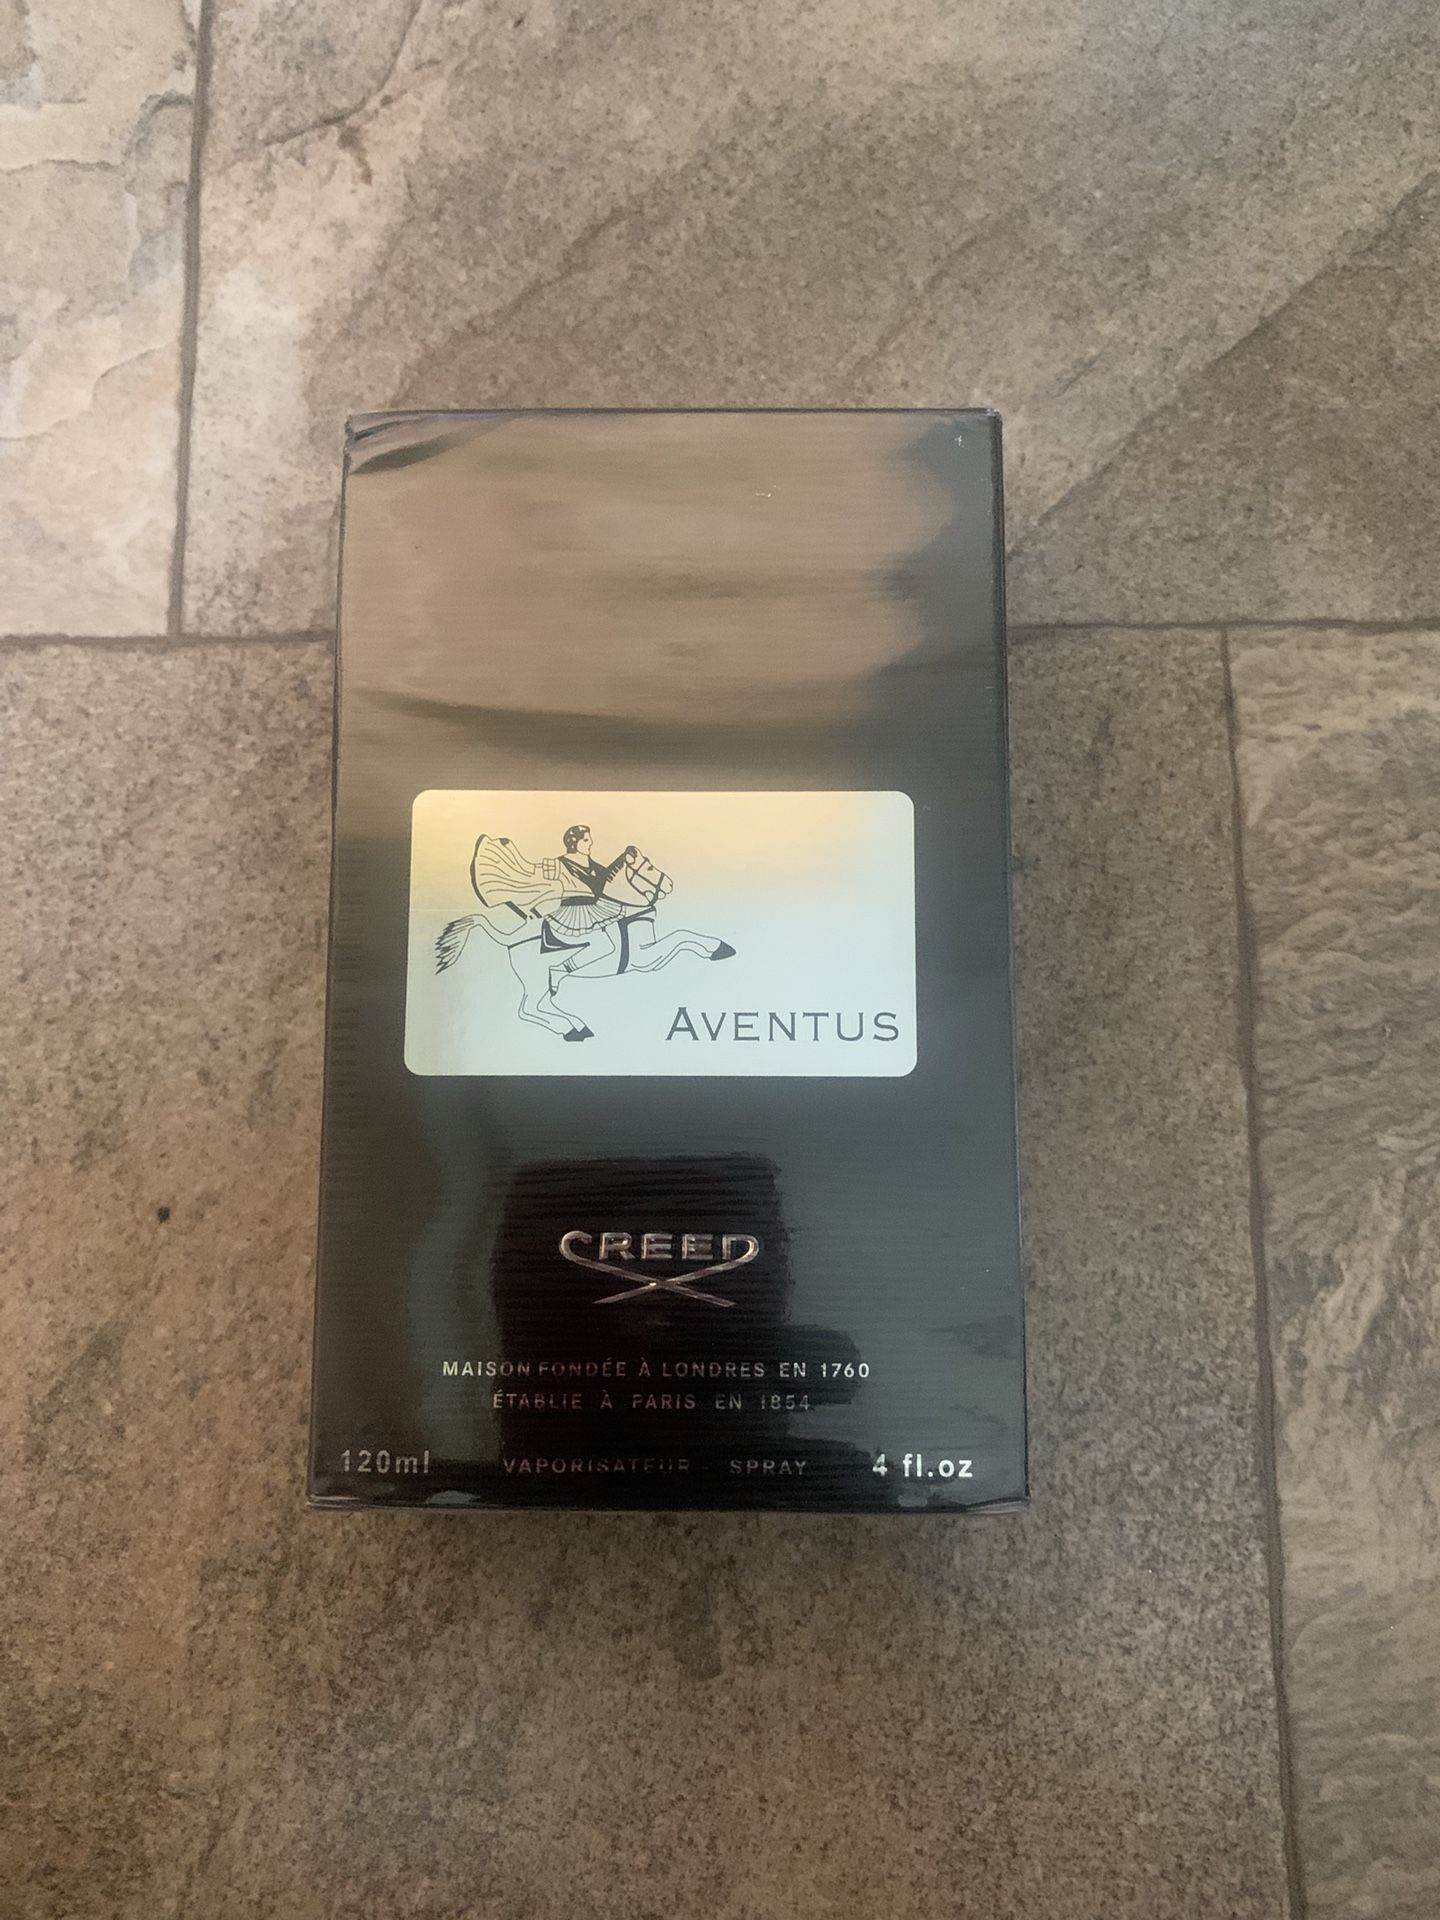 AVENTUS
CREED
MAISON FONDÉE À LONDRES EN 1760
ÉTABLIE À PARIS EN 1854
120ml VAPORISATEUR - SPRAY 4 fl.oz